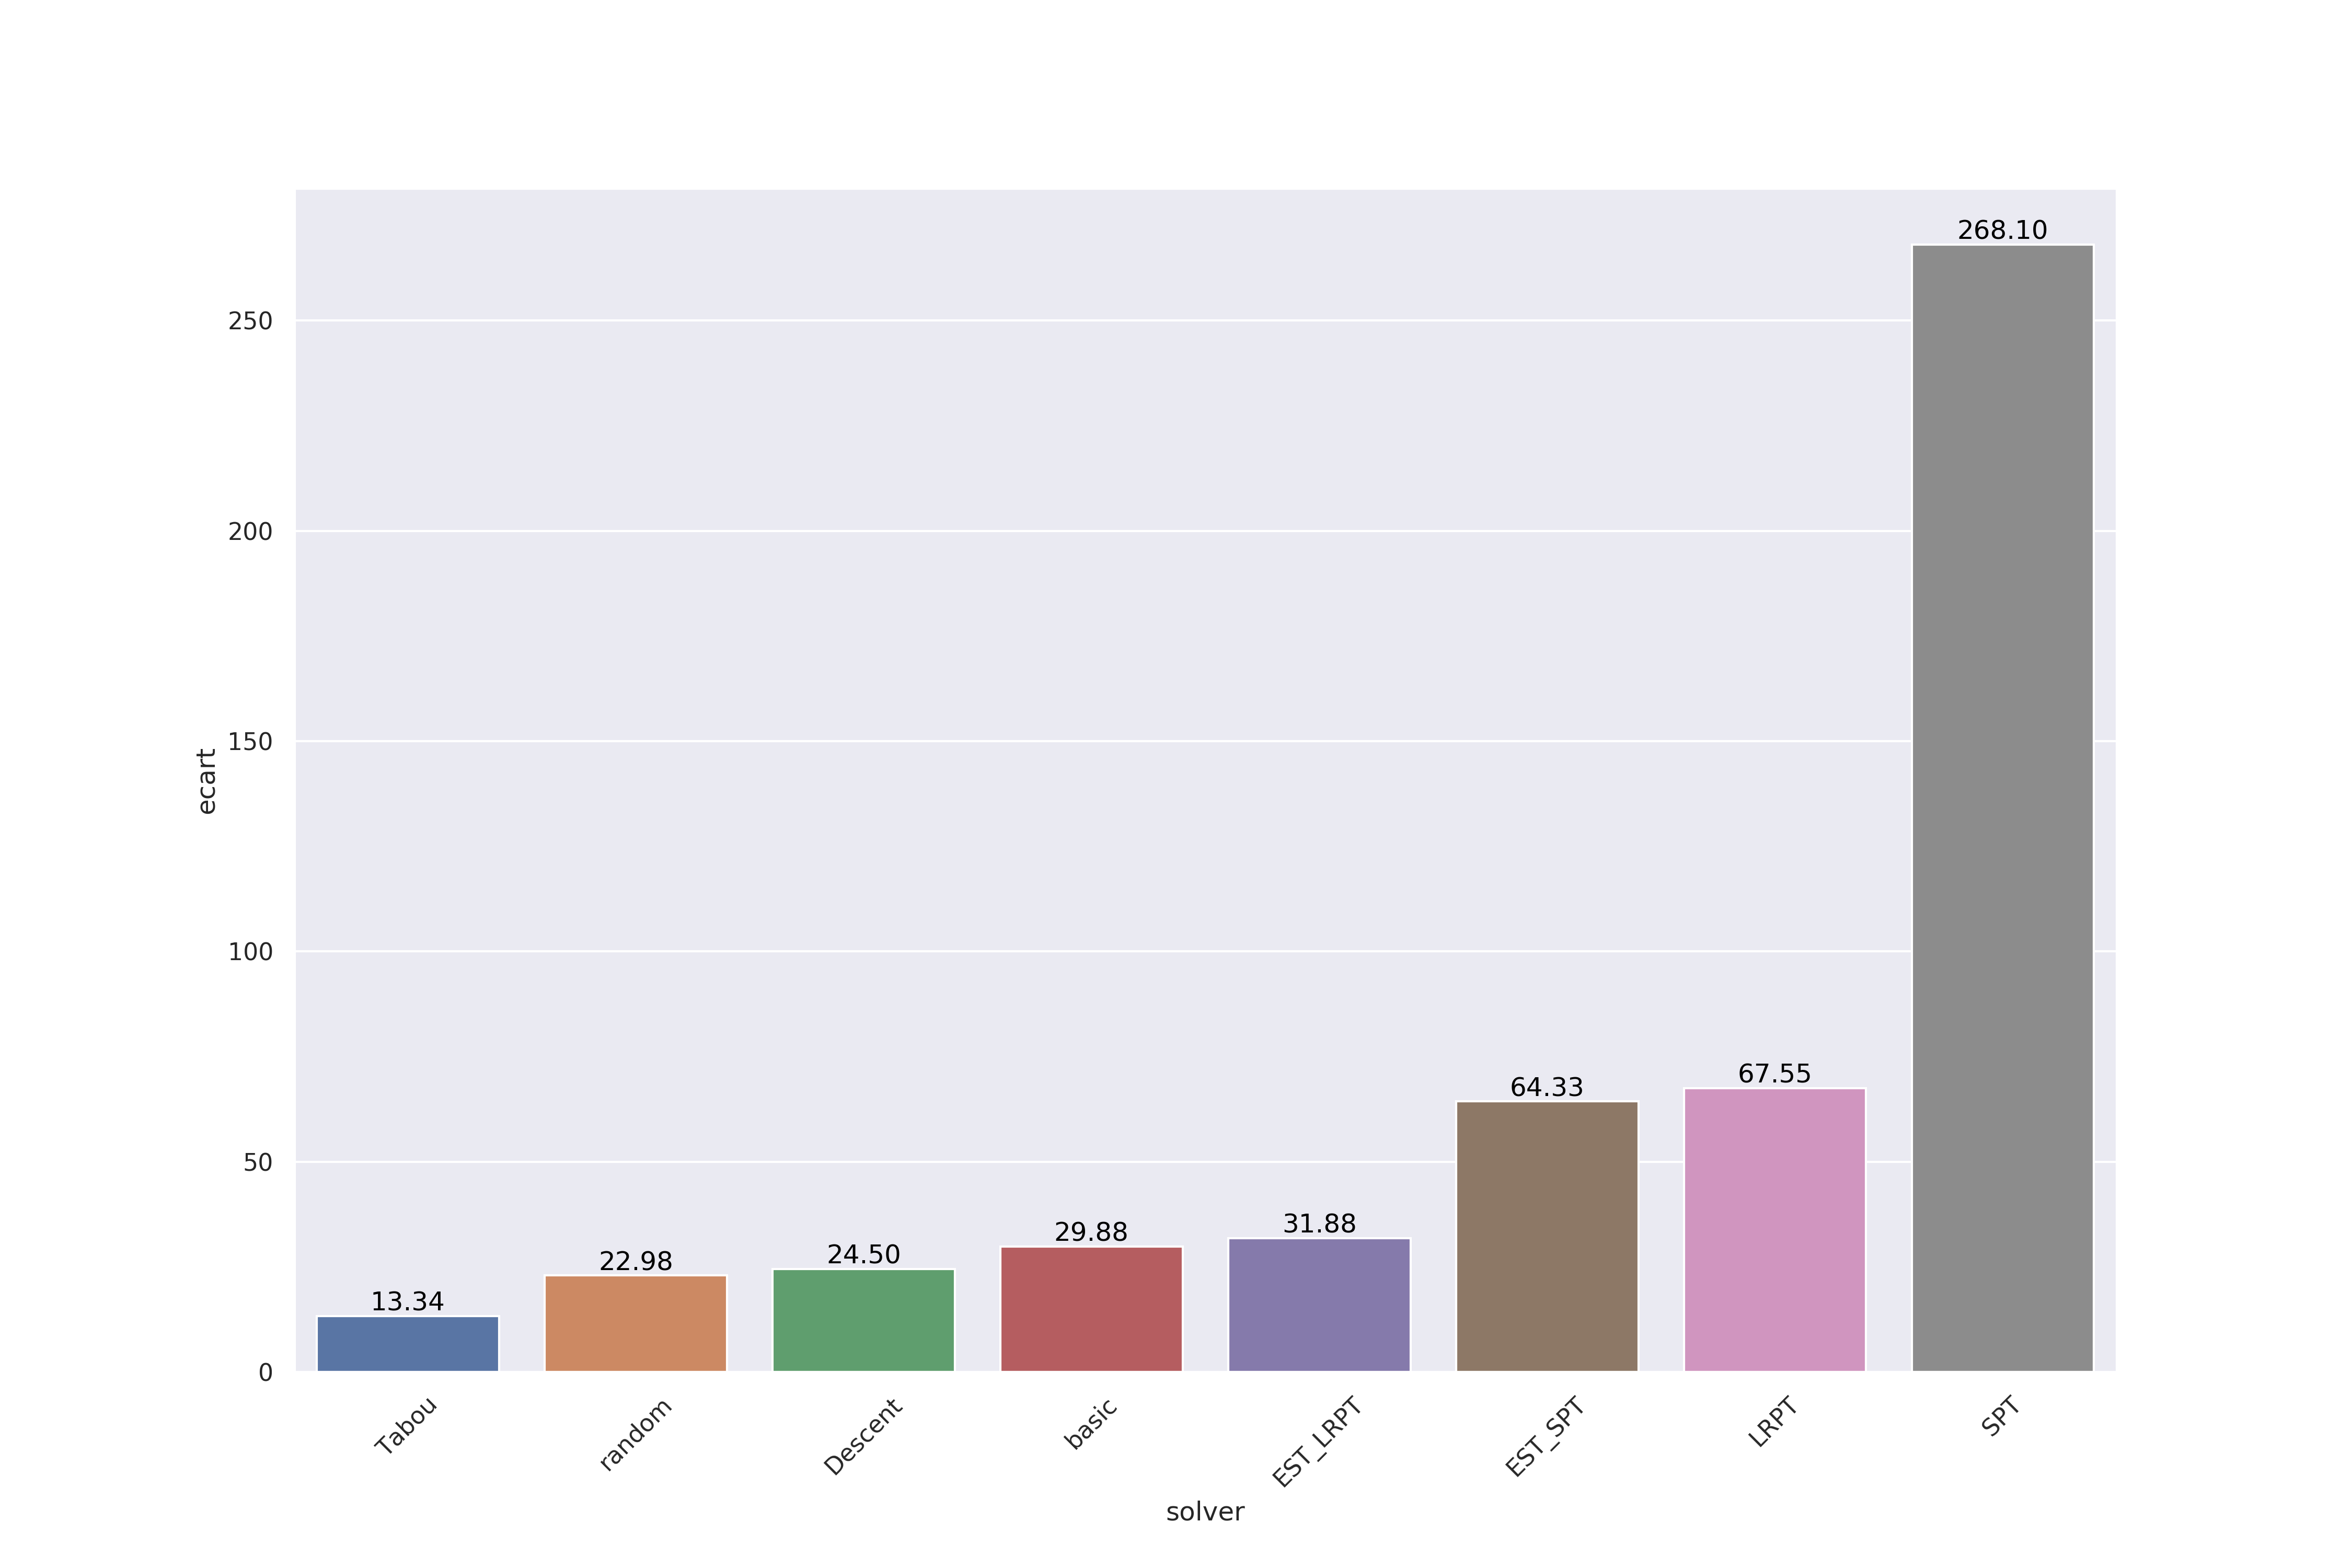 268.10
250
200
150
100
50
0
ecart
67.55
64.33
31.88
29.88
24.50
22.98
13.34
Tabou
random
Descent
basic
EST_LRPT
EST_SPT
LRPT
SPT
solver